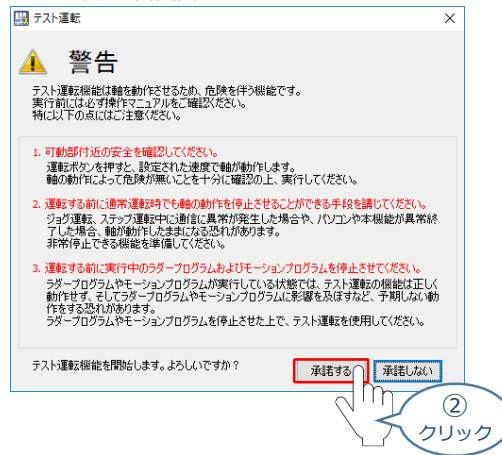 テスト運転
警告
テスト運転機能は軸を動作させるため、危険を伴う機能です。
実行前には必ず操作マニュアルをご確認ください。
特に以下の点にはご注意ください。
1. 可動部付近の安全を確認してください。
運転ボタンを押すと、設定された速度で軸が動作します。
軸の動作によって危険が無いことを十分に確認の上、実行してください。
2. 運転する前に通常運転時でも軸の動作を停止させることができる手段を講じてください。
ジョグ運転、ステップ運転中に通信に異常が発生した場合や、パソコンや本機能が異常終
了した場合、軸が動作したままになる恐れがあります。
非常停止できる機能を準備してください。
3. 運転する前に実行中のラダープログラムおよびモーションプログラムを停止させてください。
ラダープログラムやモーションプログラムが実行している状態では、テスト運転の機能は正しく
動作せず、そしてラダープログラムやモーションプログラムに影響を及ぼすなど、予期しない動
作をする恐れがあります。
ラダープログラムやモーションプログラムを停止させた上で、テスト運転を使用してください。
テスト運転機能を開始します。よろしいですか?
承諾する 承諾しない
②
クリック